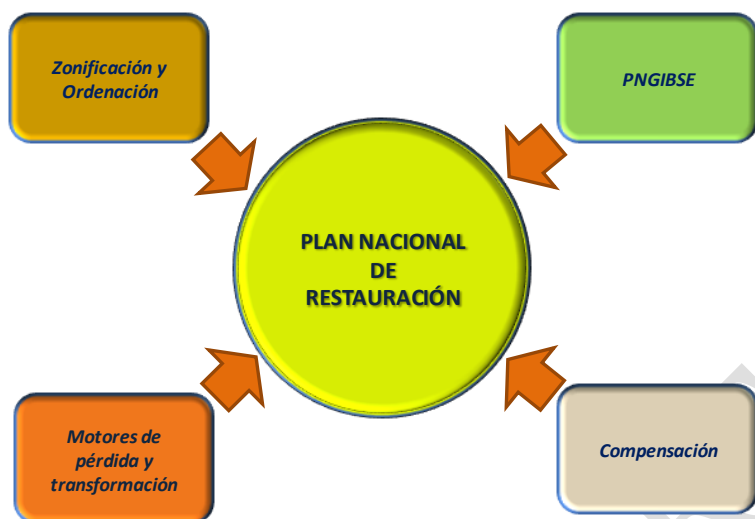 Zonificación y
Ordenación
PNGIBSE
PLAN NACIONAL
DE
RESTAURACIÓN
Motores de
pérdida y
transformación
Compensación